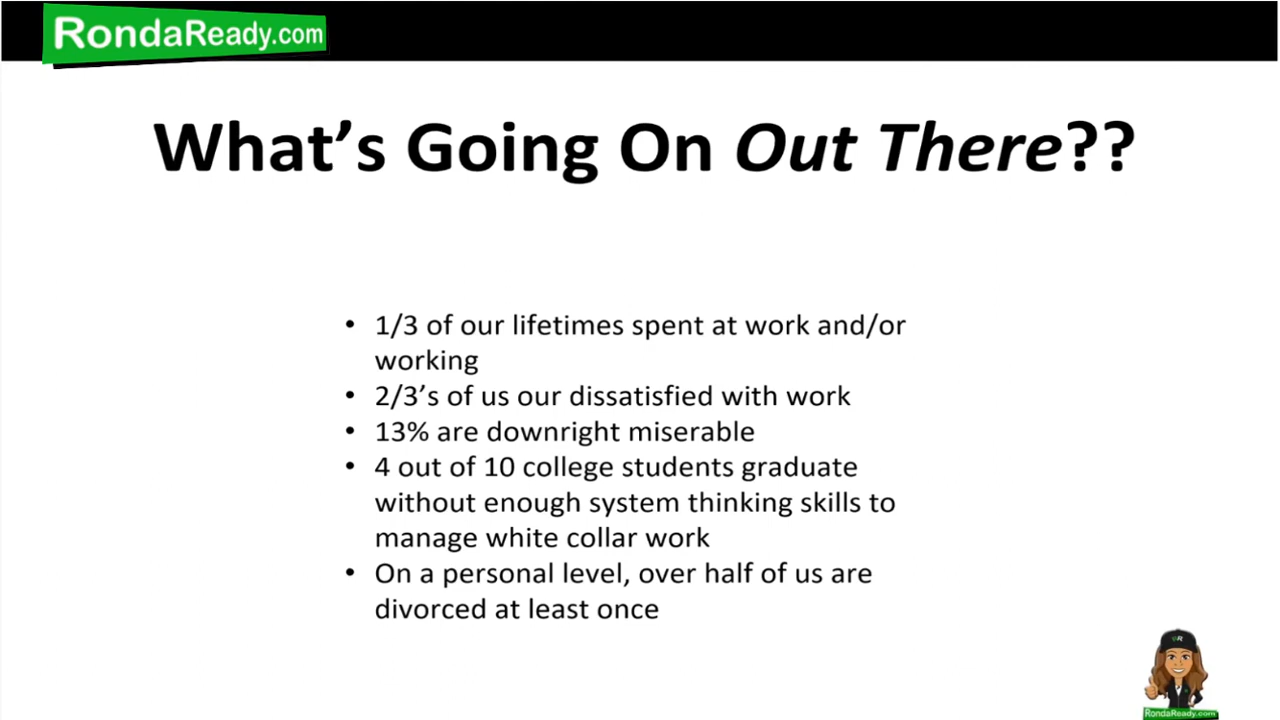 RondaReady.com
What’s Going On Out There??
• 1/3 of our lifetimes spent at work and/or
working
• 2/3’s of us our dissatisfied with work
• 13% are downright miserable
• 4 out of 10 college students graduate
without enough system thinking skills to
manage white collar work
• On a personal level, over half of us are
divorced at least once
RondaReady.com